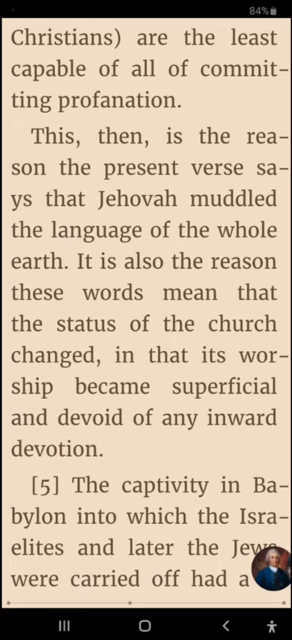 84%
Christians) are the least
capable of all of commit-
ting profanation.
This, then, is the rea-
son the present verse sa-
ys that Jehovah muddled
the language of the whole
earth. It is also the reason
these words mean that
the status of the church
changed, in that its wor-
ship became superficial
and devoid of any inward
devotion.
[5] The captivity in Ba-
bylon into which the Isra-
elites and later the Jews
were carried off had a